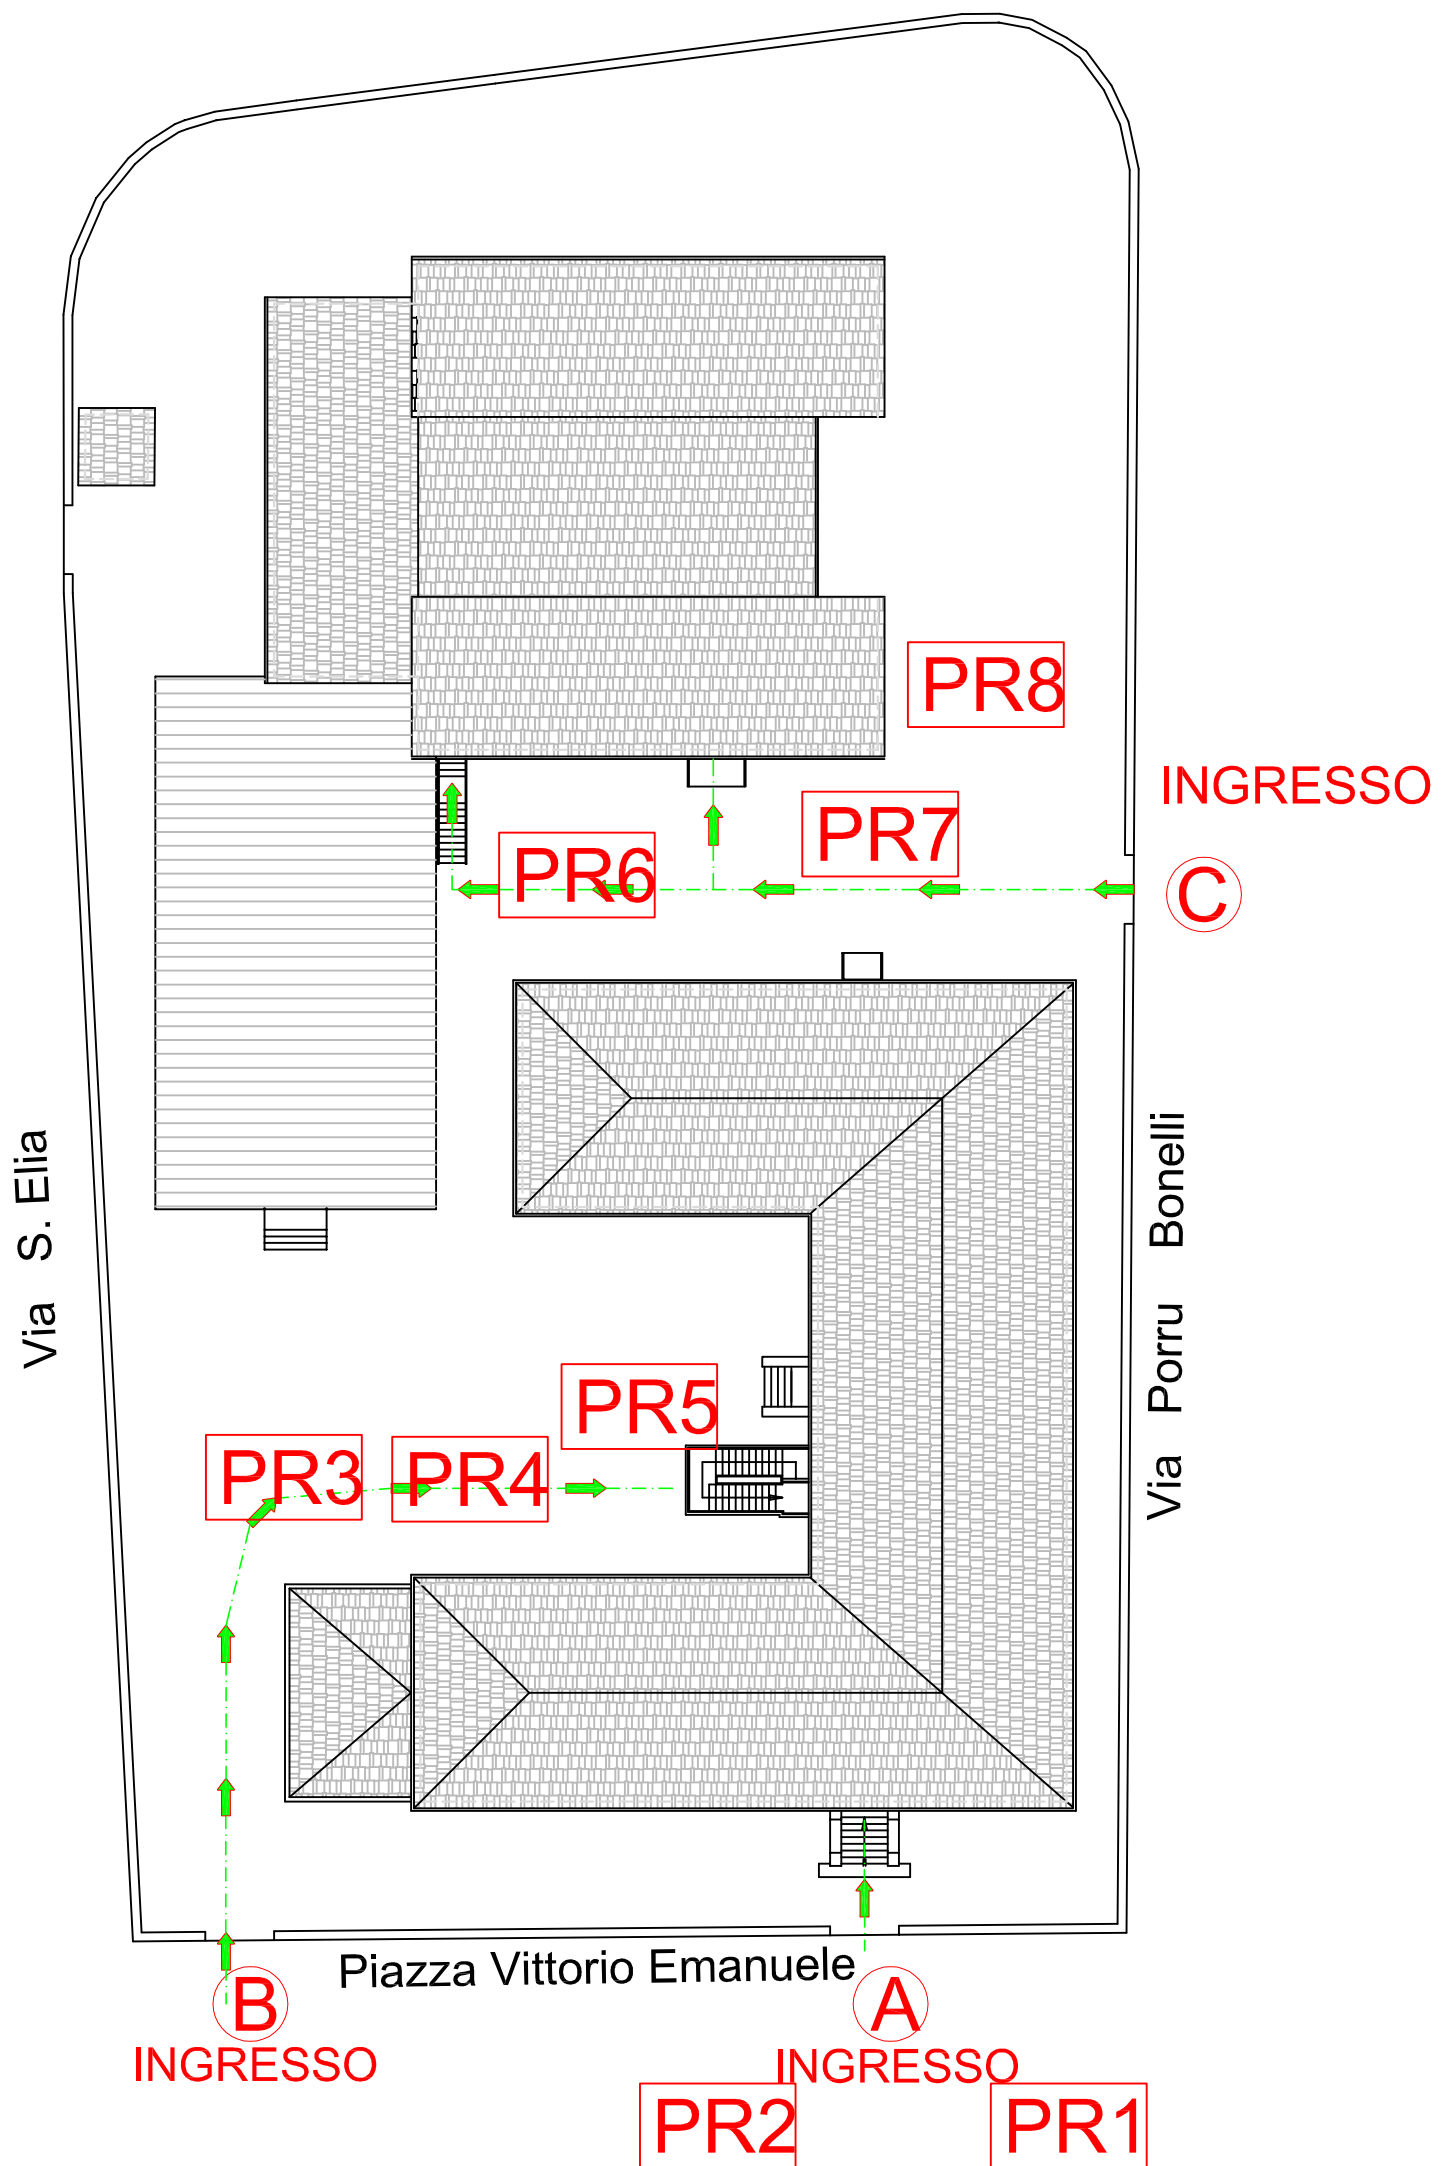 PR8
INGRESSO
PR7
PR6
C
Via S. Elia
Via Porru Bonelli
PR5
PR3
PR4
Piazza Vittorio Emanuele
B
A
INGRESSO
INGRESSO
PR2
PR1